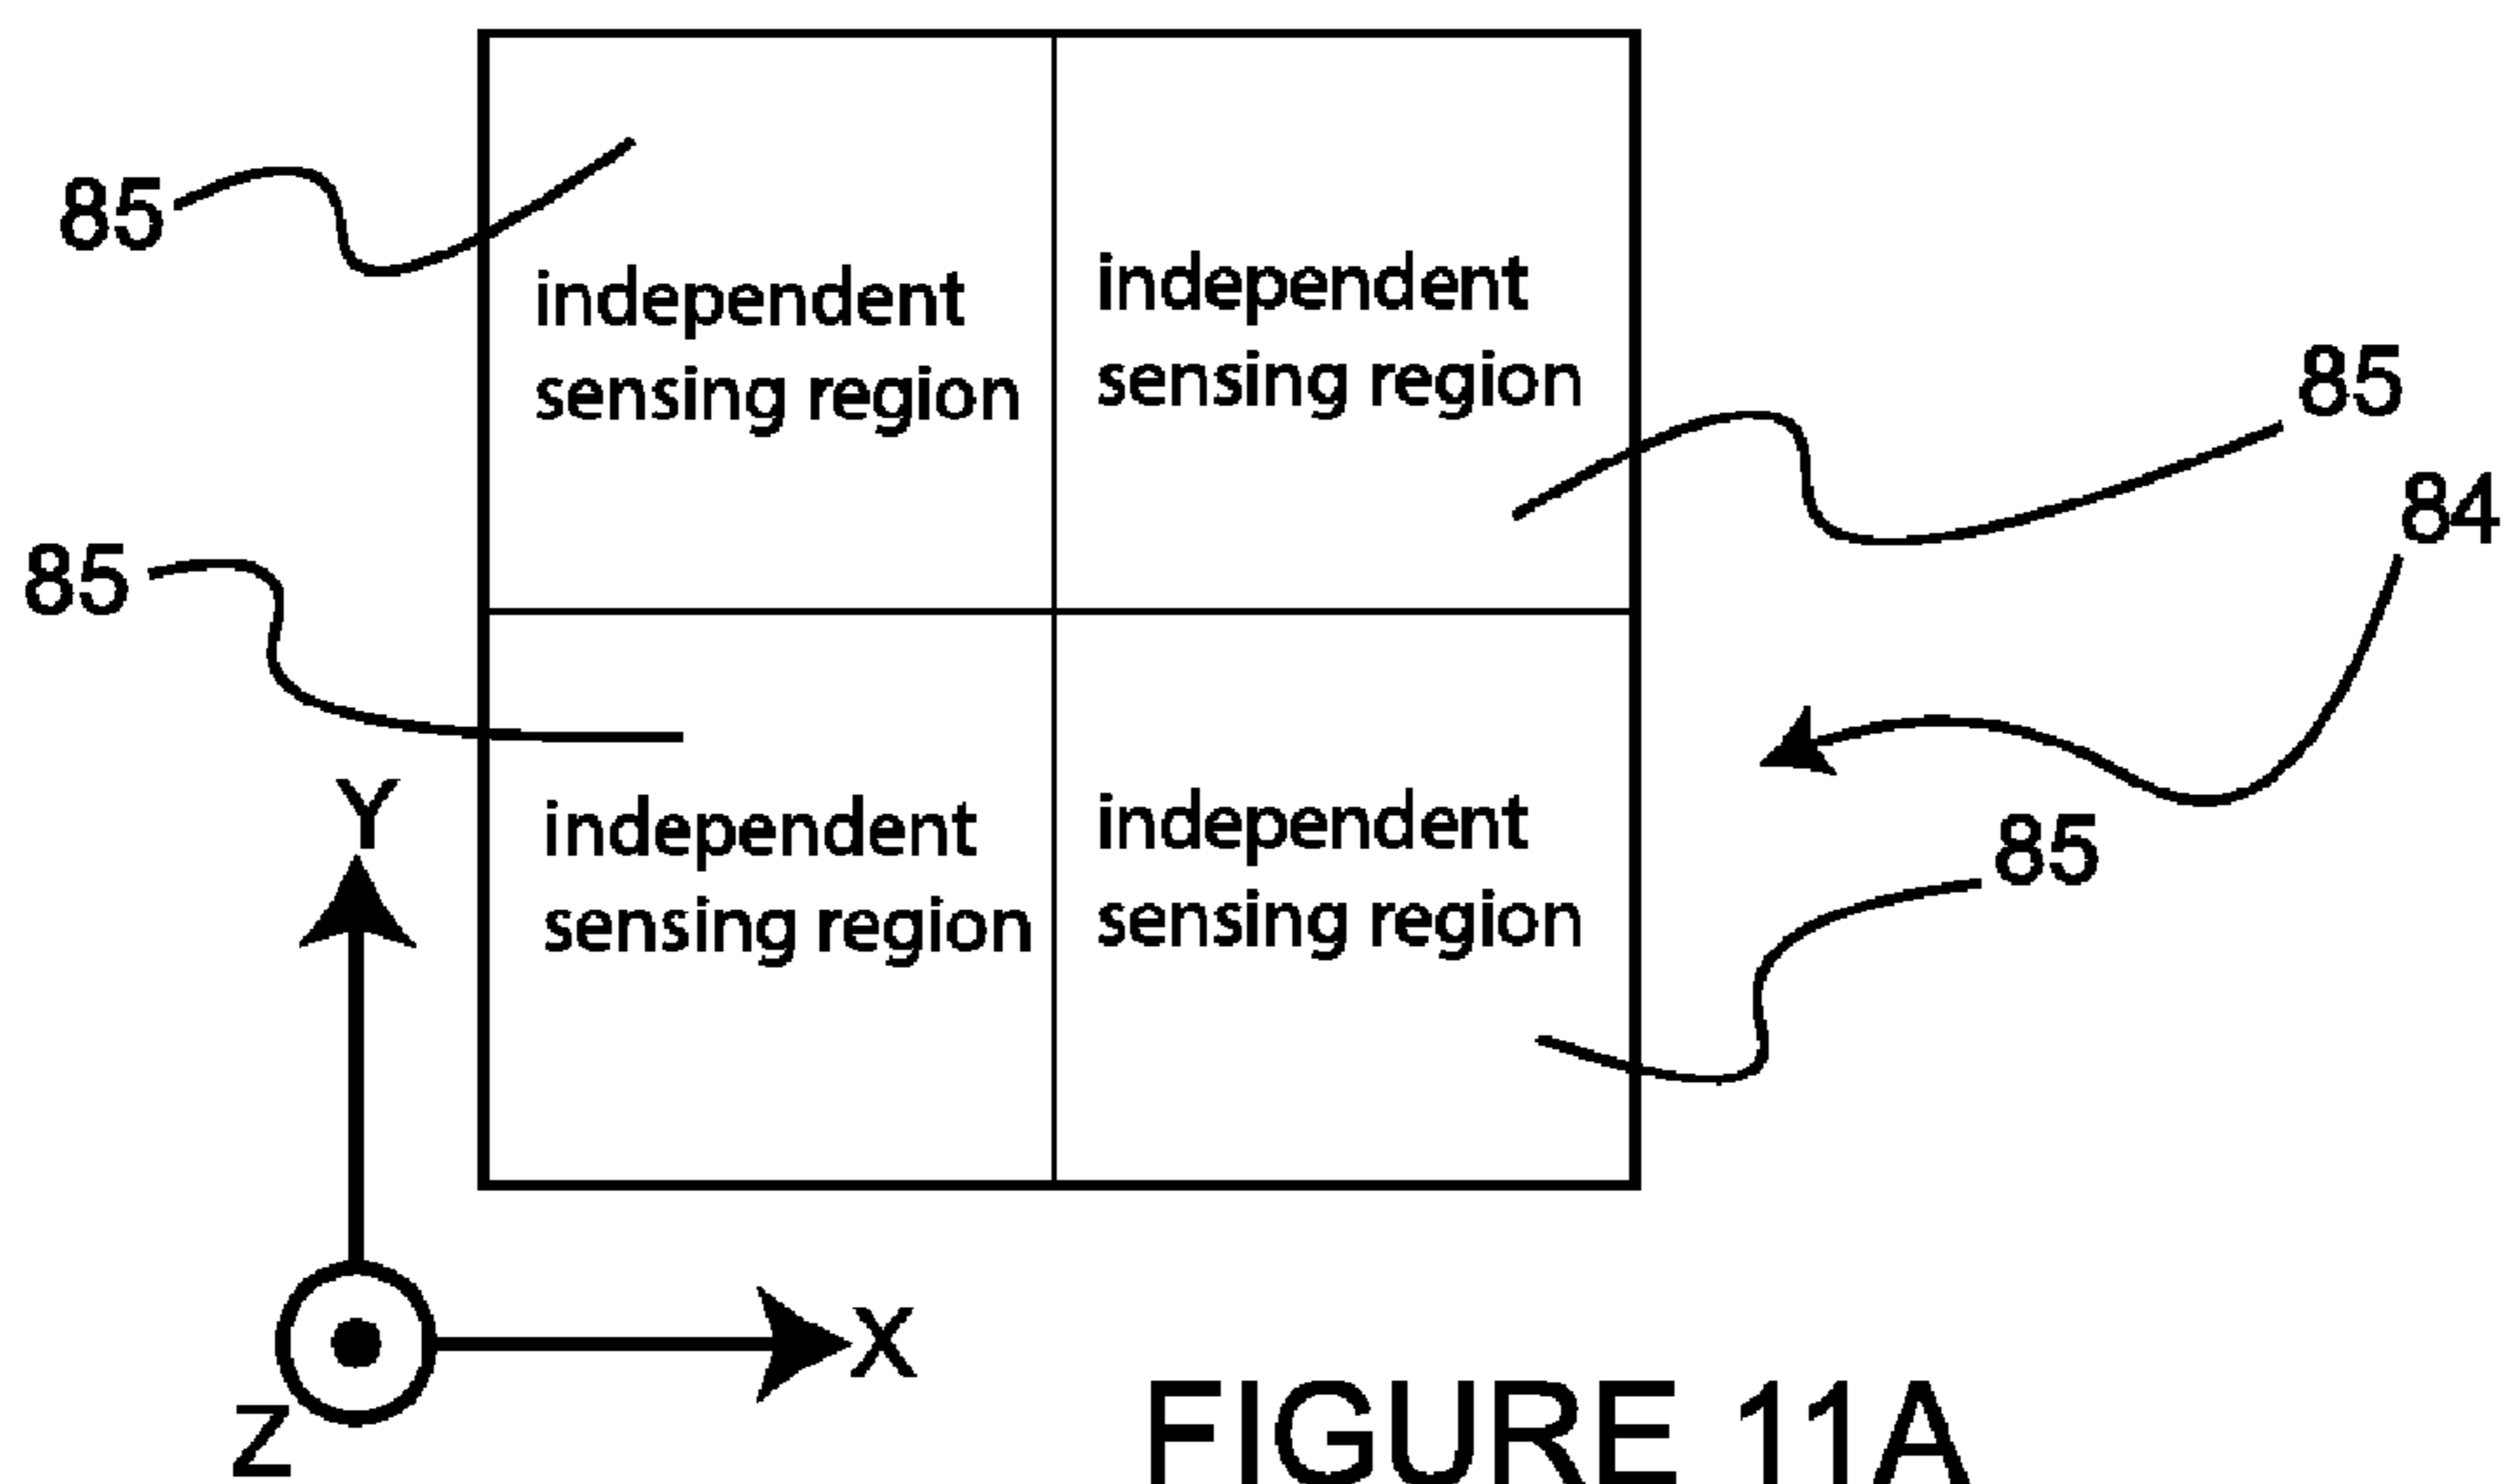 85
independent
sensing region
independent
sensing region
85
84
85
independent
sensing region
independent
sensing region
85
Y
X
Z
FIGURE 11A